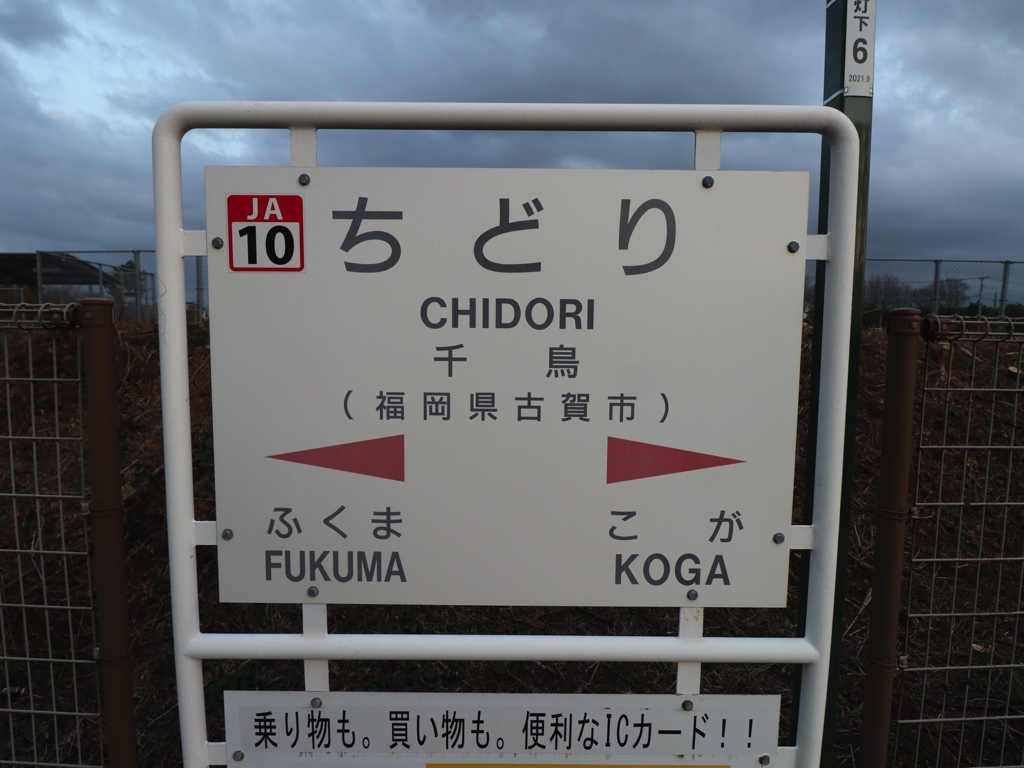 灯下
6
2021.9
JA
10
ちどり
CHIDORI
千鳥
(福岡県古賀市)
ふくま こが
FUKUMA KOGA
乗り物も。買い物も。便利なICカード!!